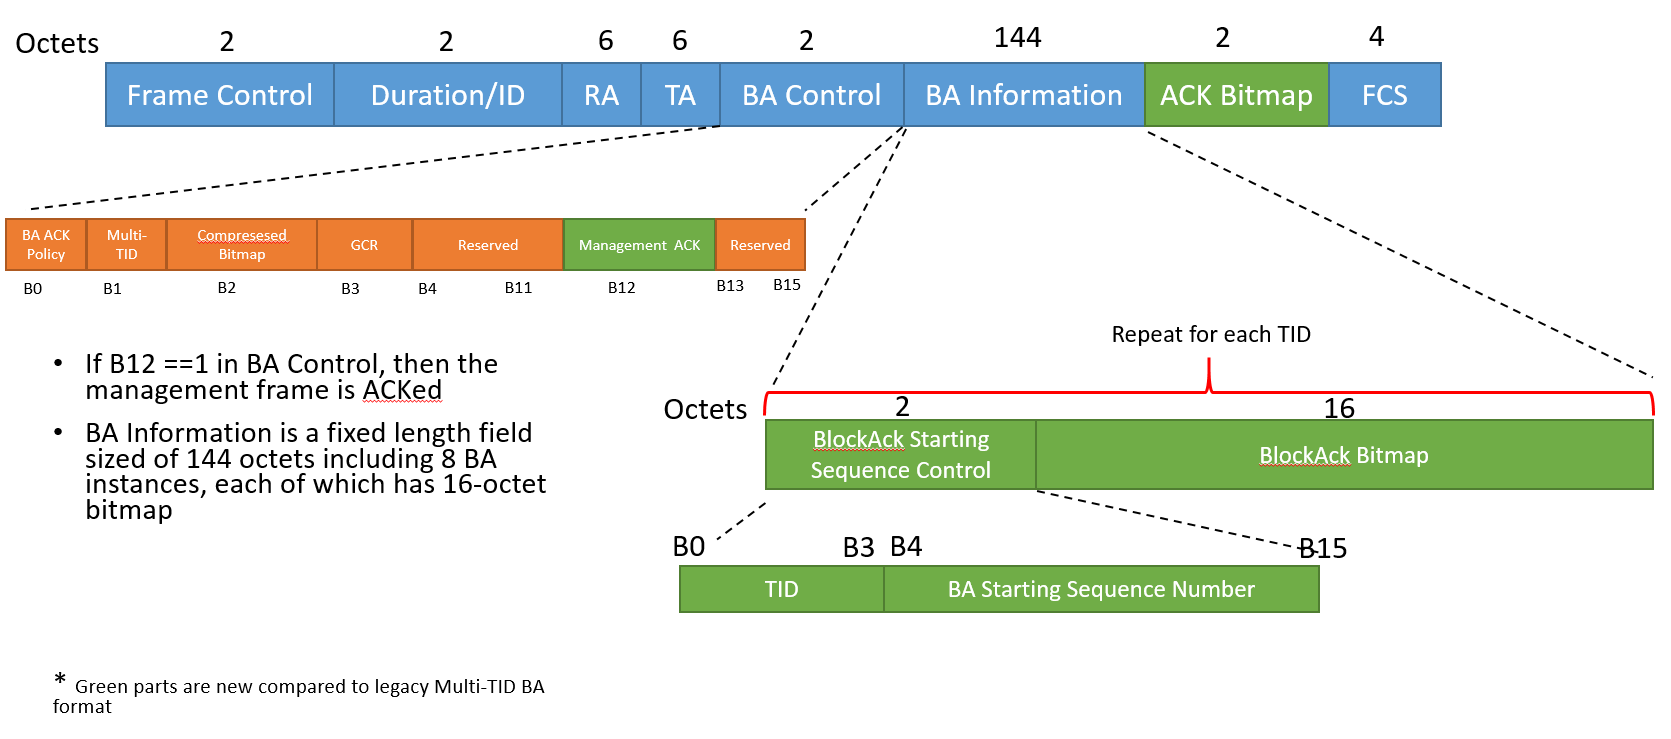 Octets 2 2 6 6 2 144 2 4
Frame Control Duration/ID RA TA BA Control BA Information ACK Bitmap FCS
BA ACK
Policy
Multi-
TID
Compresesed
Bitmap
GCR
Reserved
Management ACK
Reserved
B0 B1 B2 B3 B4 B11 B12 B13 B15
• If B12 ==1 in BA Control, then the
management frame is ACKed
• BA Information is a fixed length field
sized of 144 octets including 8 BA
instances, each of which has 16-octet
bitmap
Repeat for each TID
Octets 2 16
BlockAck Starting
Sequence Control
BlockAck Bitmap
B0 B3 B4 B15
TID BA Starting Sequence Number
* Green parts are new compared to legacy Multi-TID BA
format